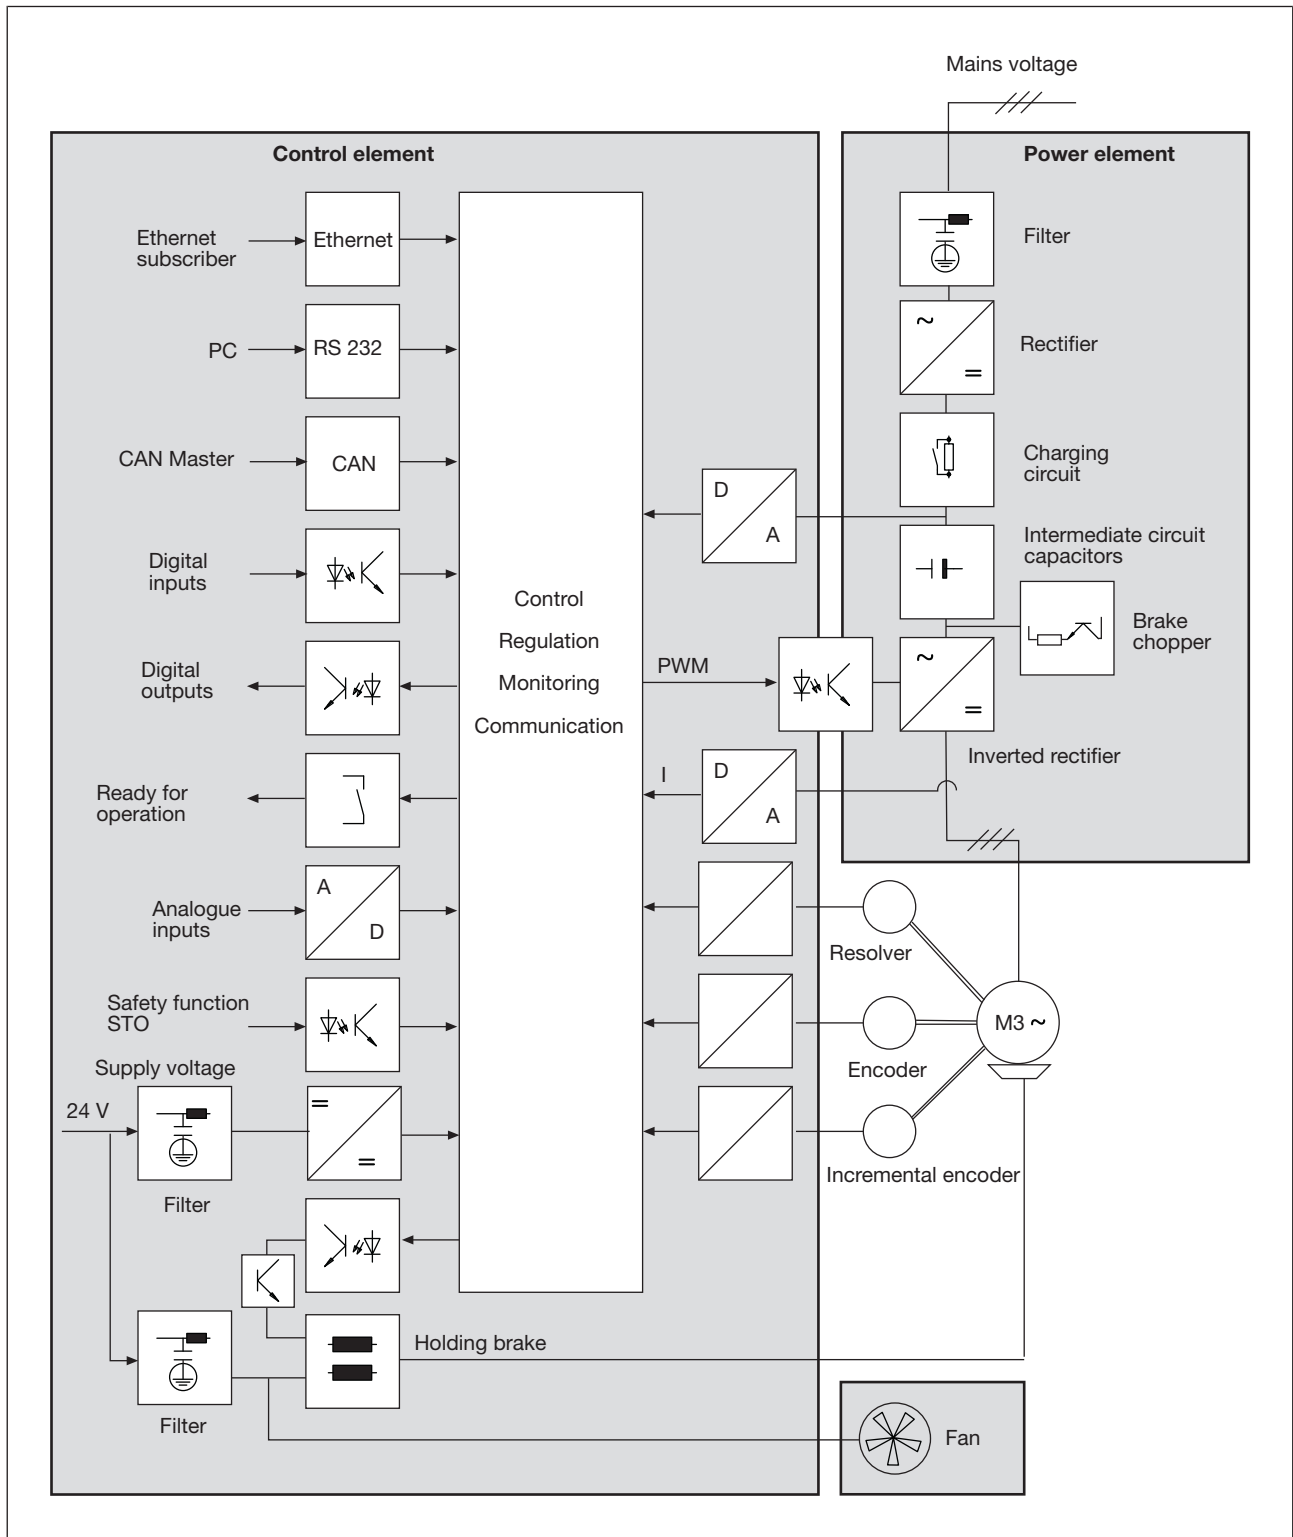 Mains voltage
Control element
Power element
Ethernet
subscriber
Ethernet
Filter
PC
RS 232
~
=
Rectifier
CAN Master
CAN
Charging
circuit
D
A
Digital
inputs
Intermediate circuit
capacitors
Control
Regulation
Monitoring
Communication
Brake
chopper
Digital
outputs
PWM
~
=
Inverted rectifier
Ready for
operation
I
D
A
Analogue
inputs
A
D
Resolver
Safety function
STO
M3 ~
Encoder
Supply voltage
24 V
=
=
Filter
Incremental encoder
Holding brake
Filter
Fan